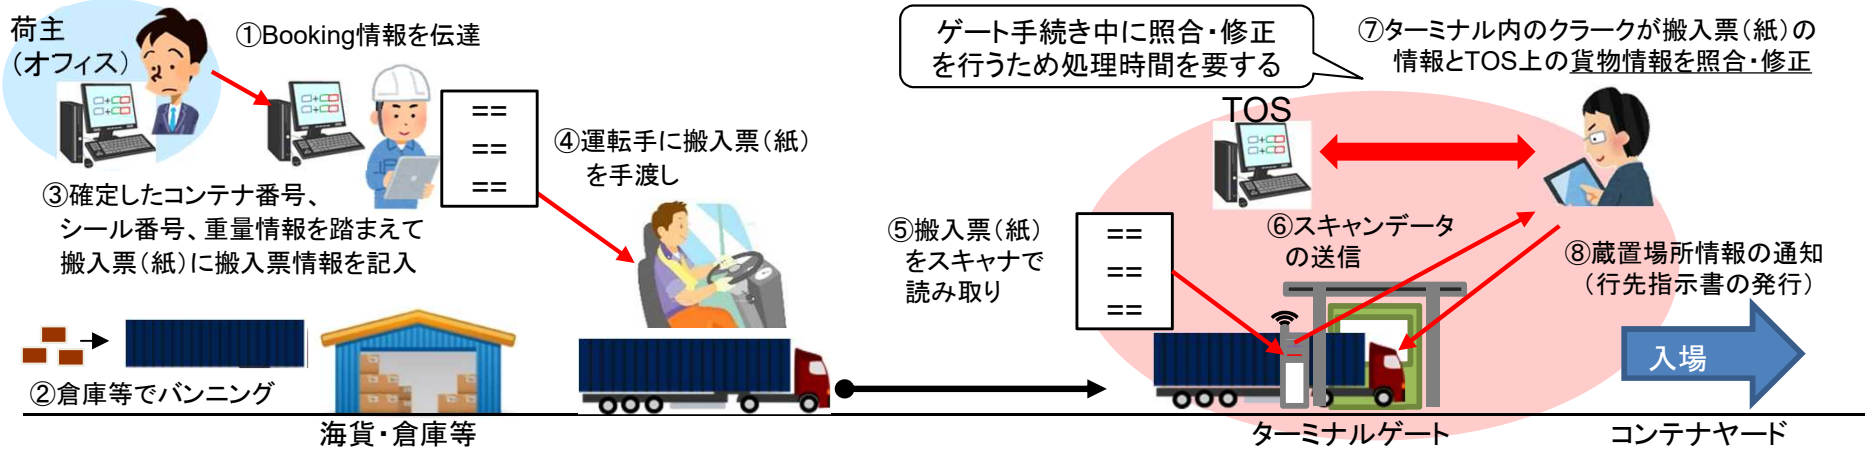 荷主
(オフィス)
①Booking情報を伝達
③確定したコンテナ番号、
シール番号、重量情報を踏まえて
搬入票(紙)に搬入票情報を記入
②倉庫等でバンニング
==
==
==
④運転手に搬入票(紙)
を手渡し
海貨・倉庫等
ゲート手続き中に照合・修正
を行うため処理時間を要する
⑦ターミナル内のクラークが搬入票(紙)の
情報とTOS上の貨物情報を照合・修正
TOS
⑤搬入票(紙)
をスキャナで
読み取り
==
==
==
⑥スキャンデータ
の送信
⑧蔵置場所情報の通知
(行先指示書の発行)
入場
ターミナルゲート
コンテナヤード